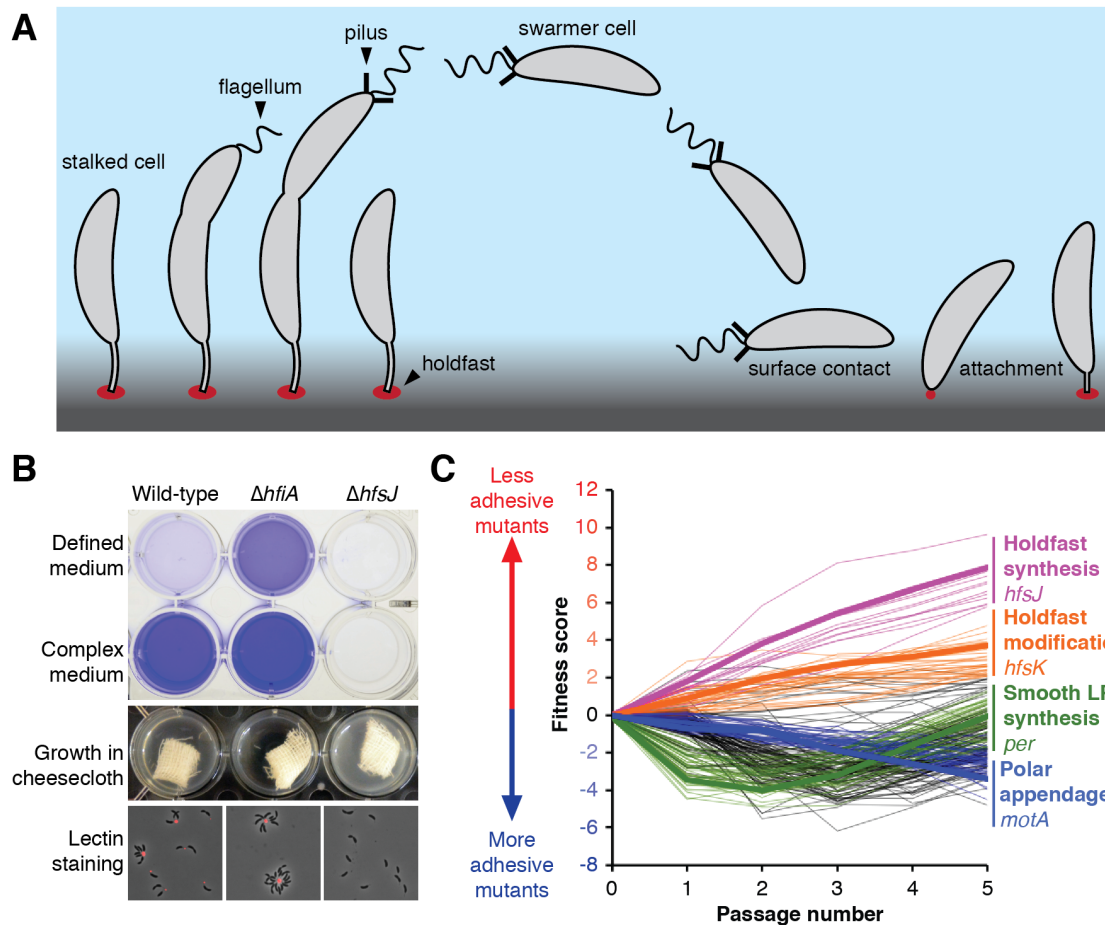 A
pilus
swarmer cell
flagellum
stalked cell
holdfast
surface contact
attachment
B
Wild-type
ΔhfiA
ΔhfsJ
Defined
medium
Complex
medium
Growth in
cheesecloth
Lectin
staining
C
Less
adhesive
mutants
More
adhesive
mutants
Fitness score
12
10
8
6
4
2
0
-2
-4
-6
-8
0
1
2
3
4
5
Passage number
Holdfast
synthesis
hfsJ
Holdfast
modificatio
hfsK
Smooth LP
synthesis
per
Polar
appendage
motA